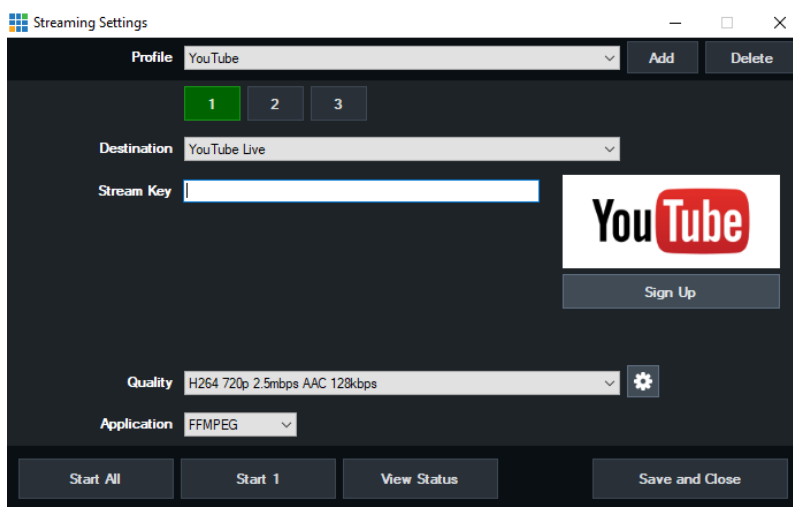 Streaming Settings
Profile YouTube Add Delete
1 2 3
Destination YouTube Live
Stream Key
YouTube
Sign Up
Quality H264 720p 2.5mbps AAC 128kbps
Application FFMPEG
Start All Start 1 View Status Save and Close